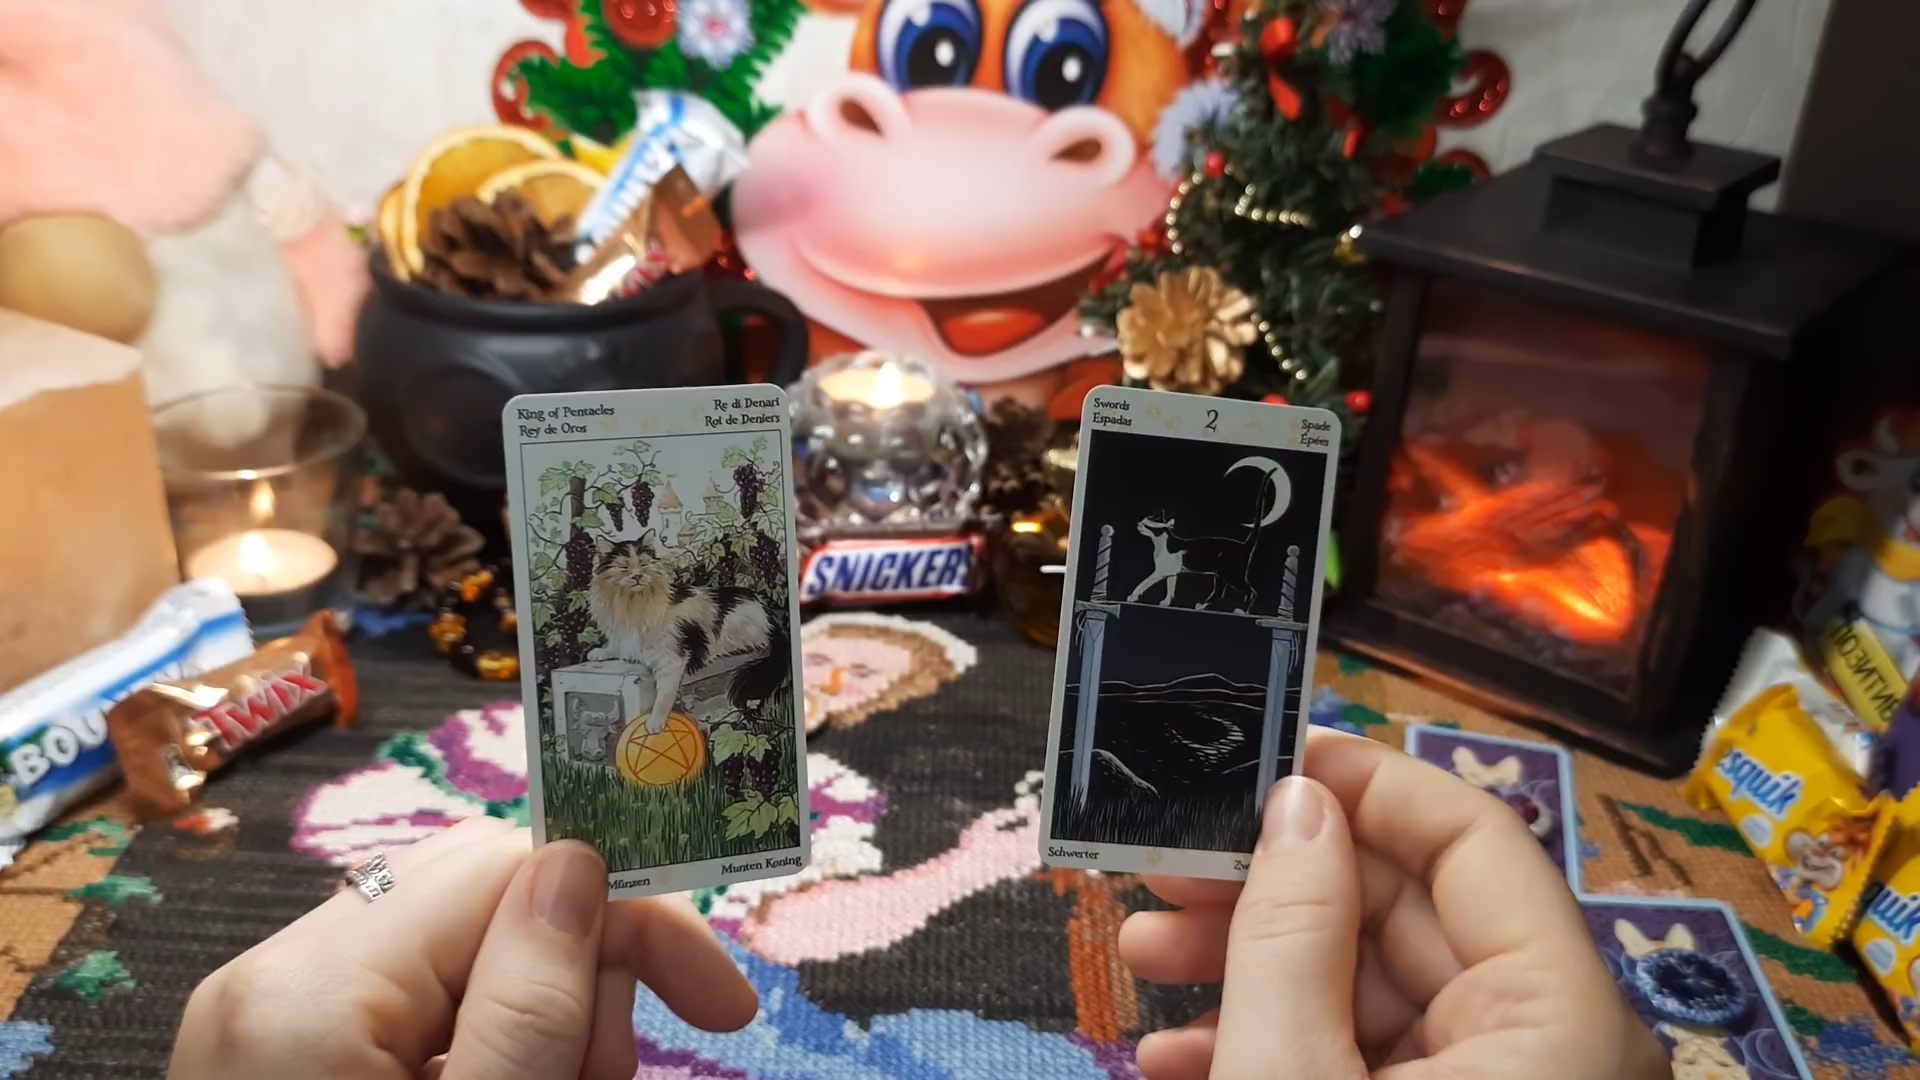 King of Pentacles
Rey de Oros
Re di Denari
Roi de Deniers
Münzen
Munten Koning
Swords
Espadas
2
Spade
Épées
Schwerter
SNICKERS
TWIX
squik